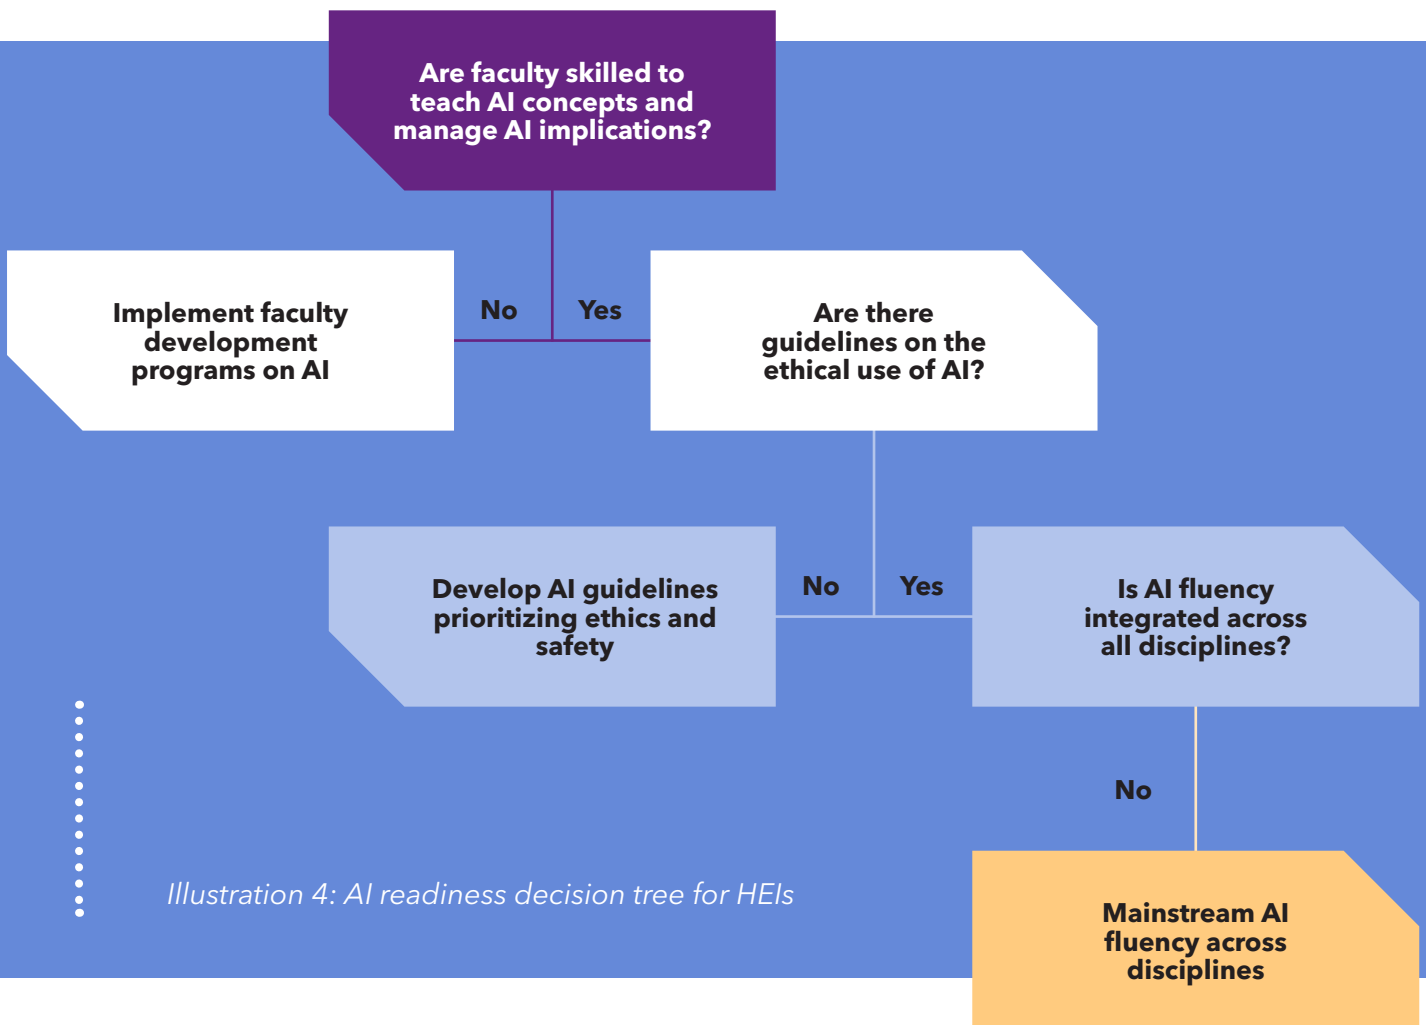 Are faculty skilled to
teach AI concepts and
manage AI implications?
No
Yes
Implement faculty
development
programs on AI
Are there
guidelines on the
ethical use of AI?
No
Yes
Develop AI guidelines
prioritizing ethics and
safety
Is AI fluency
integrated across
all disciplines?
No
Mainstream AI
fluency across
disciplines
Illustration 4: AI readiness decision tree for HEIs